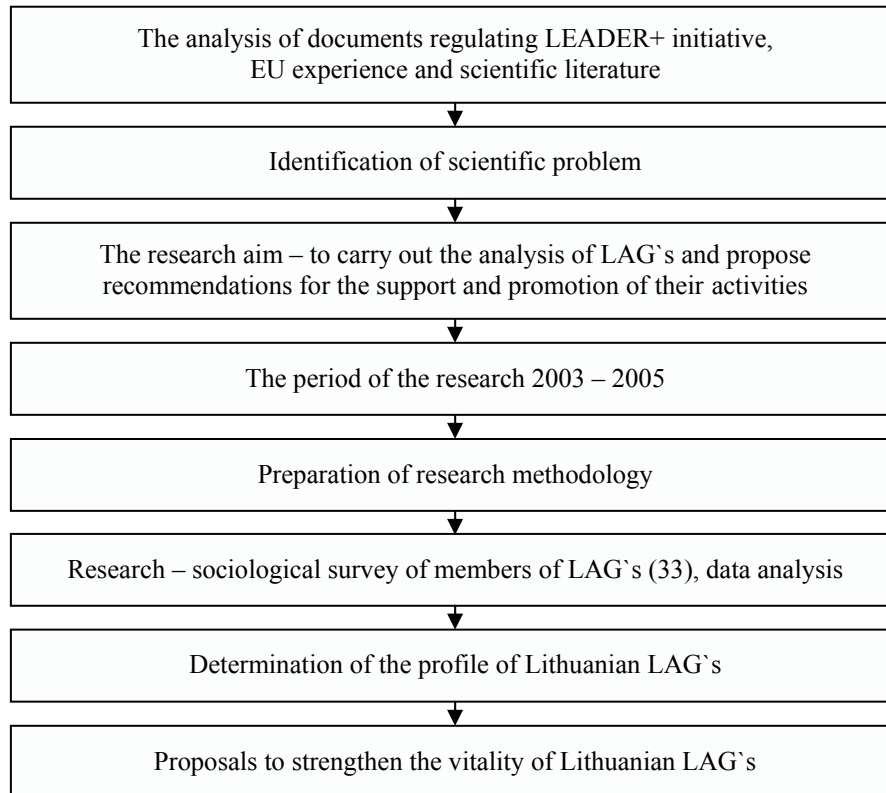 The analysis of documents regulating LEADER+ initiative,
EU experience and scientific literature
Identification of scientific problem
The research aim – to carry out the analysis of LAG`s and propose
recommendations for the support and promotion of their activities
The period of the research 2003 – 2005
Preparation of research methodology
Research – sociological survey of members of LAG`s (33), data analysis
Determination of the profile of Lithuanian LAG`s
Proposals to strengthen the vitality of Lithuanian LAG`s